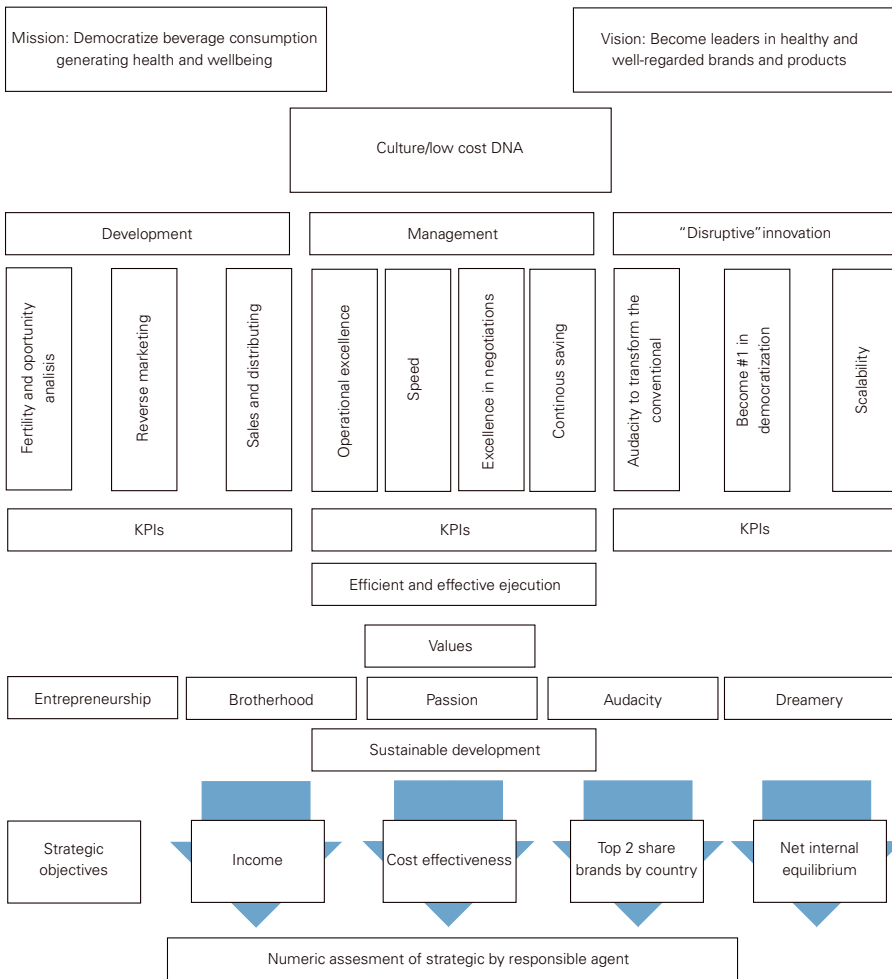 Mission: Democratize beverage consumption
generating health and wellbeing
Vision: Become leaders in healthy and
well-regarded brands and products
Culture/low cost DNA
Development
Management
“Disruptive” innovation
Fertility and oportunity
analisis
Reverse marketing
Sales and distributing
Operational excellence
Speed
Excellence in negotiations
Continous saving
Audacity to transform the
conventional
Become #1 in
democratization
Scalability
KPIs
KPIs
KPIs
Efficient and effective ejecution
Values
Entrepreneurship
Brotherhood
Passion
Audacity
Dreamery
Sustainable development
Strategic
objectives
Income
Cost effectiveness
Top 2 share
brands by country
Net internal
equilibrium
Numeric assesment of strategic by responsible agent